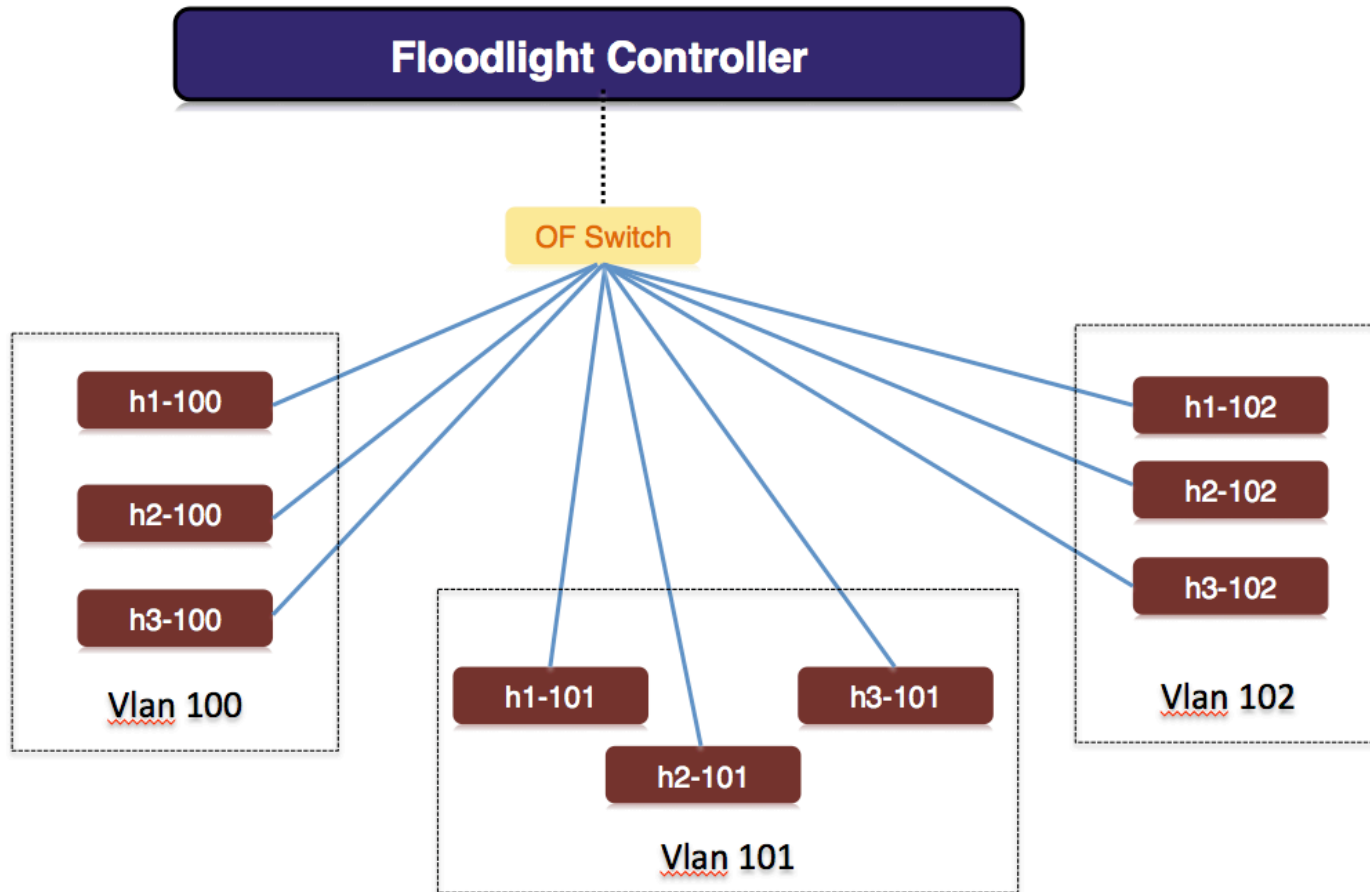 Floodlight Controller
OF Switch
h1-100
h2-100
h3-100
Vlan 100
h1-101
h3-101
h2-101
Vlan 101
h1-102
h2-102
h3-102
Vlan 102